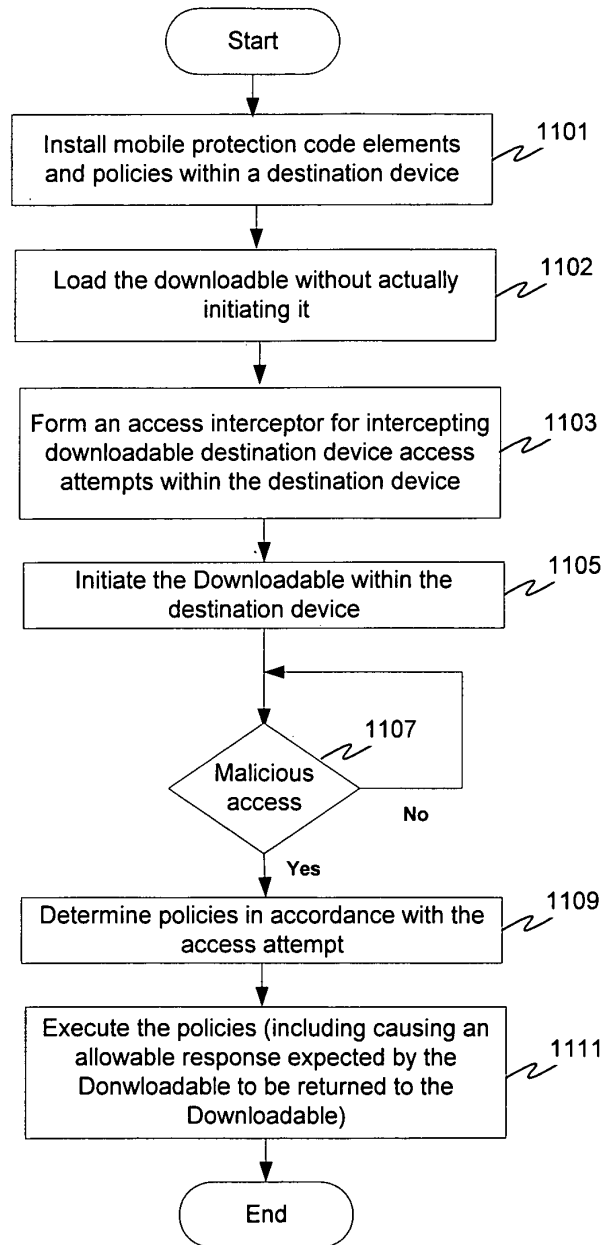 Start
Install mobile protection code elements
and policies within a destination device
1101
Load the downloadble without actually
initiating it
1102
Form an access interceptor for intercepting
downloadable destination device access
attempts within the destination device
1103
Initiate the Downloadable within the
destination device
1105
Malicious
access
1107
No
Yes
Determine policies in accordance with the
access attempt
1109
Execute the policies (including causing an
allowable response expected by the
Donwloadable to be returned to the
Downloadable)
1111
End